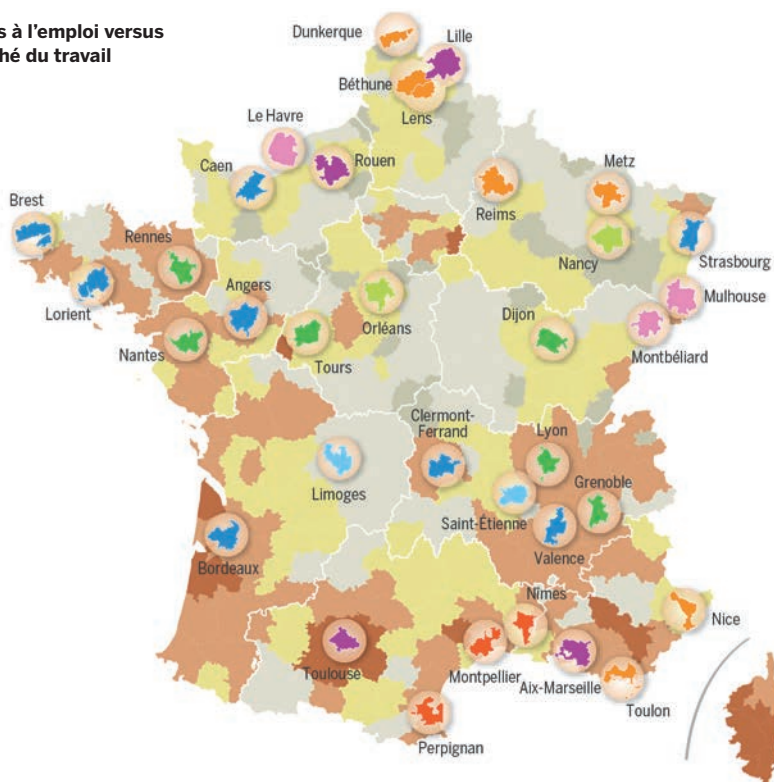 s à l'emploi versus
hé du travail
Dunkerque
Lille
Béthune
Lens
Le Havre
Caen
Rouen
Metz
Reims
Brest
Rennes
Nancy
Strasbourg
Angers
Mulhouse
Lorient
Orléans
Dijon
Montbéliard
Nantes
Tours
Clermont-
Ferrand
Lyon
Grenoble
Limoges
Saint-Étienne
Valence
Bordeaux
Nîmes
Nice
Toulouse
Montpellier
Aix-Marseille
Toulon
Perpignan